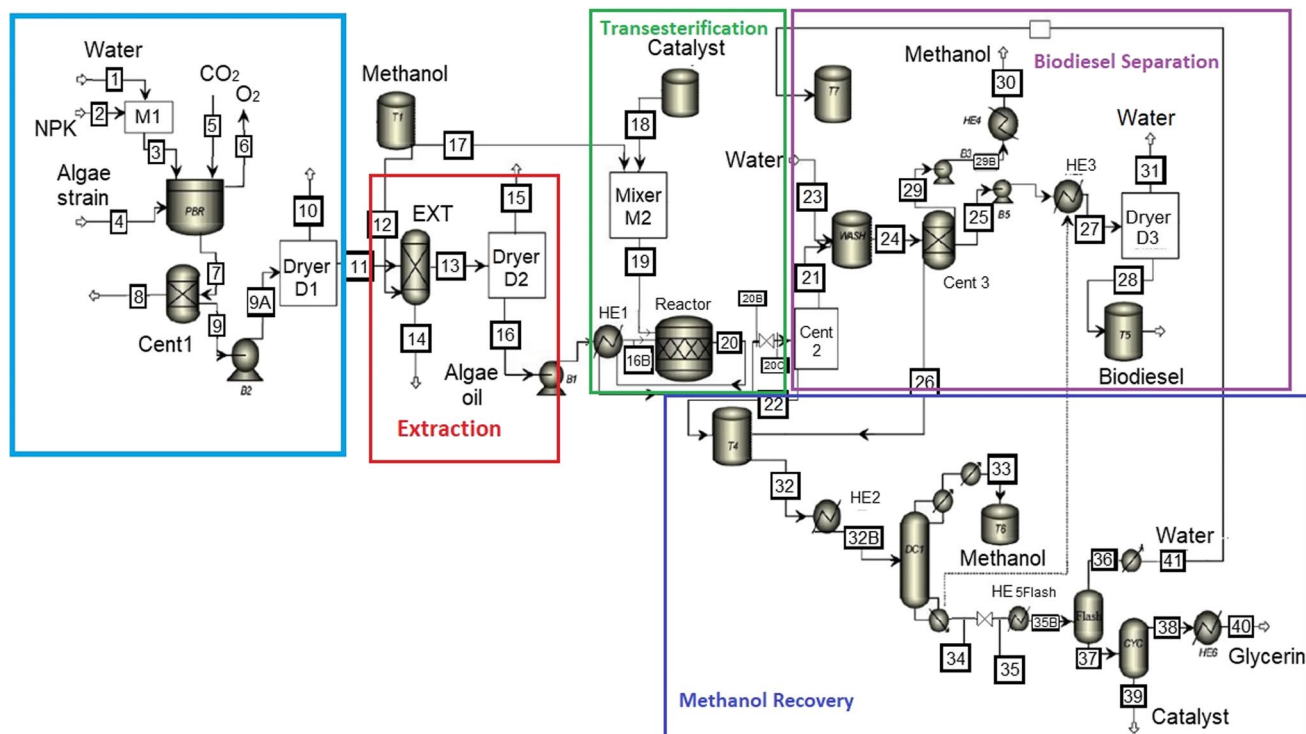 Water
1
2
NPK
M1
3
CO2
O2
5
6
Algae
strain
4
PBR
7
8
Cent1
9
9A
B2
10
Dryer
D1
11
Methanol
T1
17
12
EXT
13
14
15
Dryer
D2
16
Algae
oil
B1
Extraction
Transesterification
Catalyst
18
Mixer
M2
19
HE1
16B
Reactor
20
20B
20C
Cent
2
21
22
Biodiesel Separation
T7
Water
23
WASH
24
Cent 3
29
B3
29B
HE4
30
Methanol
25
B5
26
HE3
27
Water
31
Dryer
D3
28
T5
Biodiesel
T4
32
HE2
32B
DC1
33
T6
Methanol
34
35
HE 5Flash
35B
Flash
36
Water
41
37
CYC
38
HE6
40
Glycerin
39
Catalyst
Methanol Recovery